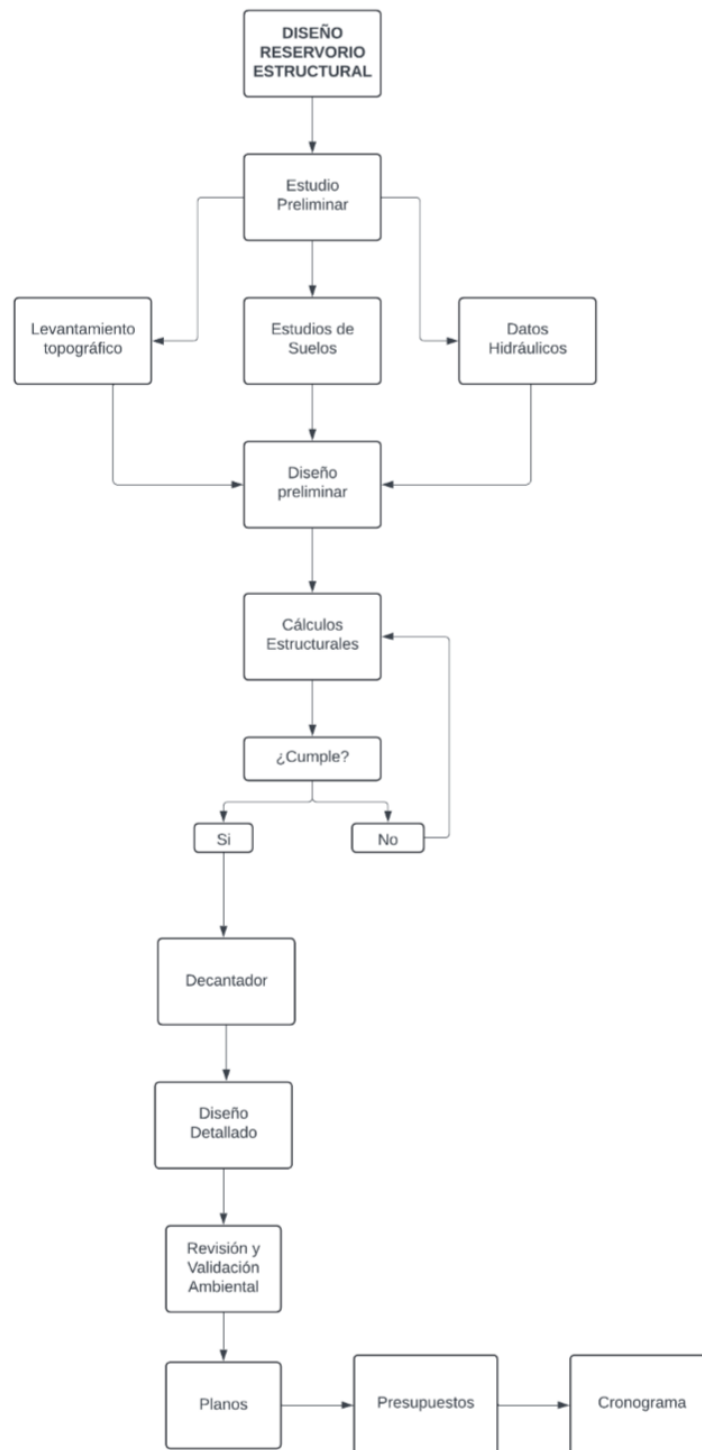 DISEÑO
RESERVORIO
ESTRUCTURAL
Estudio
Preliminar
Levantamiento
topográfico
Estudios de
Suelos
Datos
Hidráulicos
Diseño
preliminar
Cálculos
Estructurales
¿Cumple?
Si
No
Decantador
Diseño
Detallado
Revisión y
Validación
Ambiental
Planos
Presupuestos
Cronograma